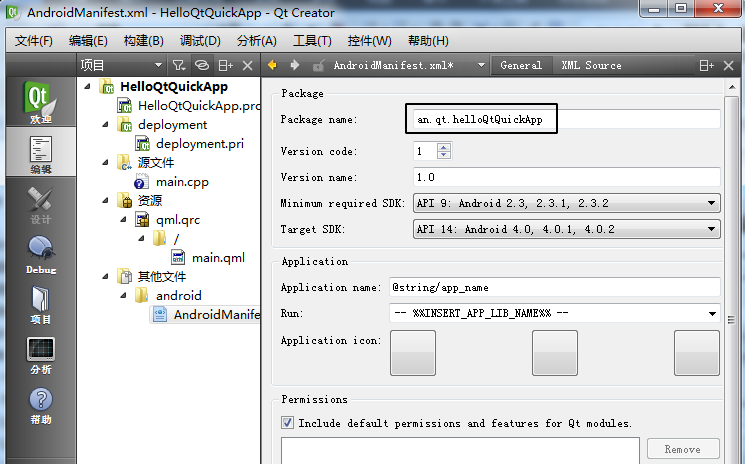 AndroidManifest.xml - HelloQtQuickApp - Qt Creator
文件(F) 编辑(E) 构建(B) 调试(D) 分析(A) 工具(T) 控件(W) 帮助(H)
项目
AndroidManifest.xml*
General
XML Source
Qt
欢迎
编辑
设计
Debug
项目
分析
帮助
HelloQtQuickApp
HelloQtQuickApp.pro
deployment
deployment.pri
源文件
main.cpp
资源
qml.qrc
/
main.qml
其他文件
android
AndroidManife
Package
Package name: an.qt.helloQtQuickApp
Version code: 1
Version name: 1.0
Minimum required SDK: API 9: Android 2.3, 2.3.1, 2.3.2
Target SDK: API 14: Android 4.0, 4.0.1, 4.0.2
Application
Application name: @string/app_name
Run: -- %%INSERT_APP_LIB_NAME%% --
Application icon:
Permissions
Include default permissions and features for Qt modules.
Remove